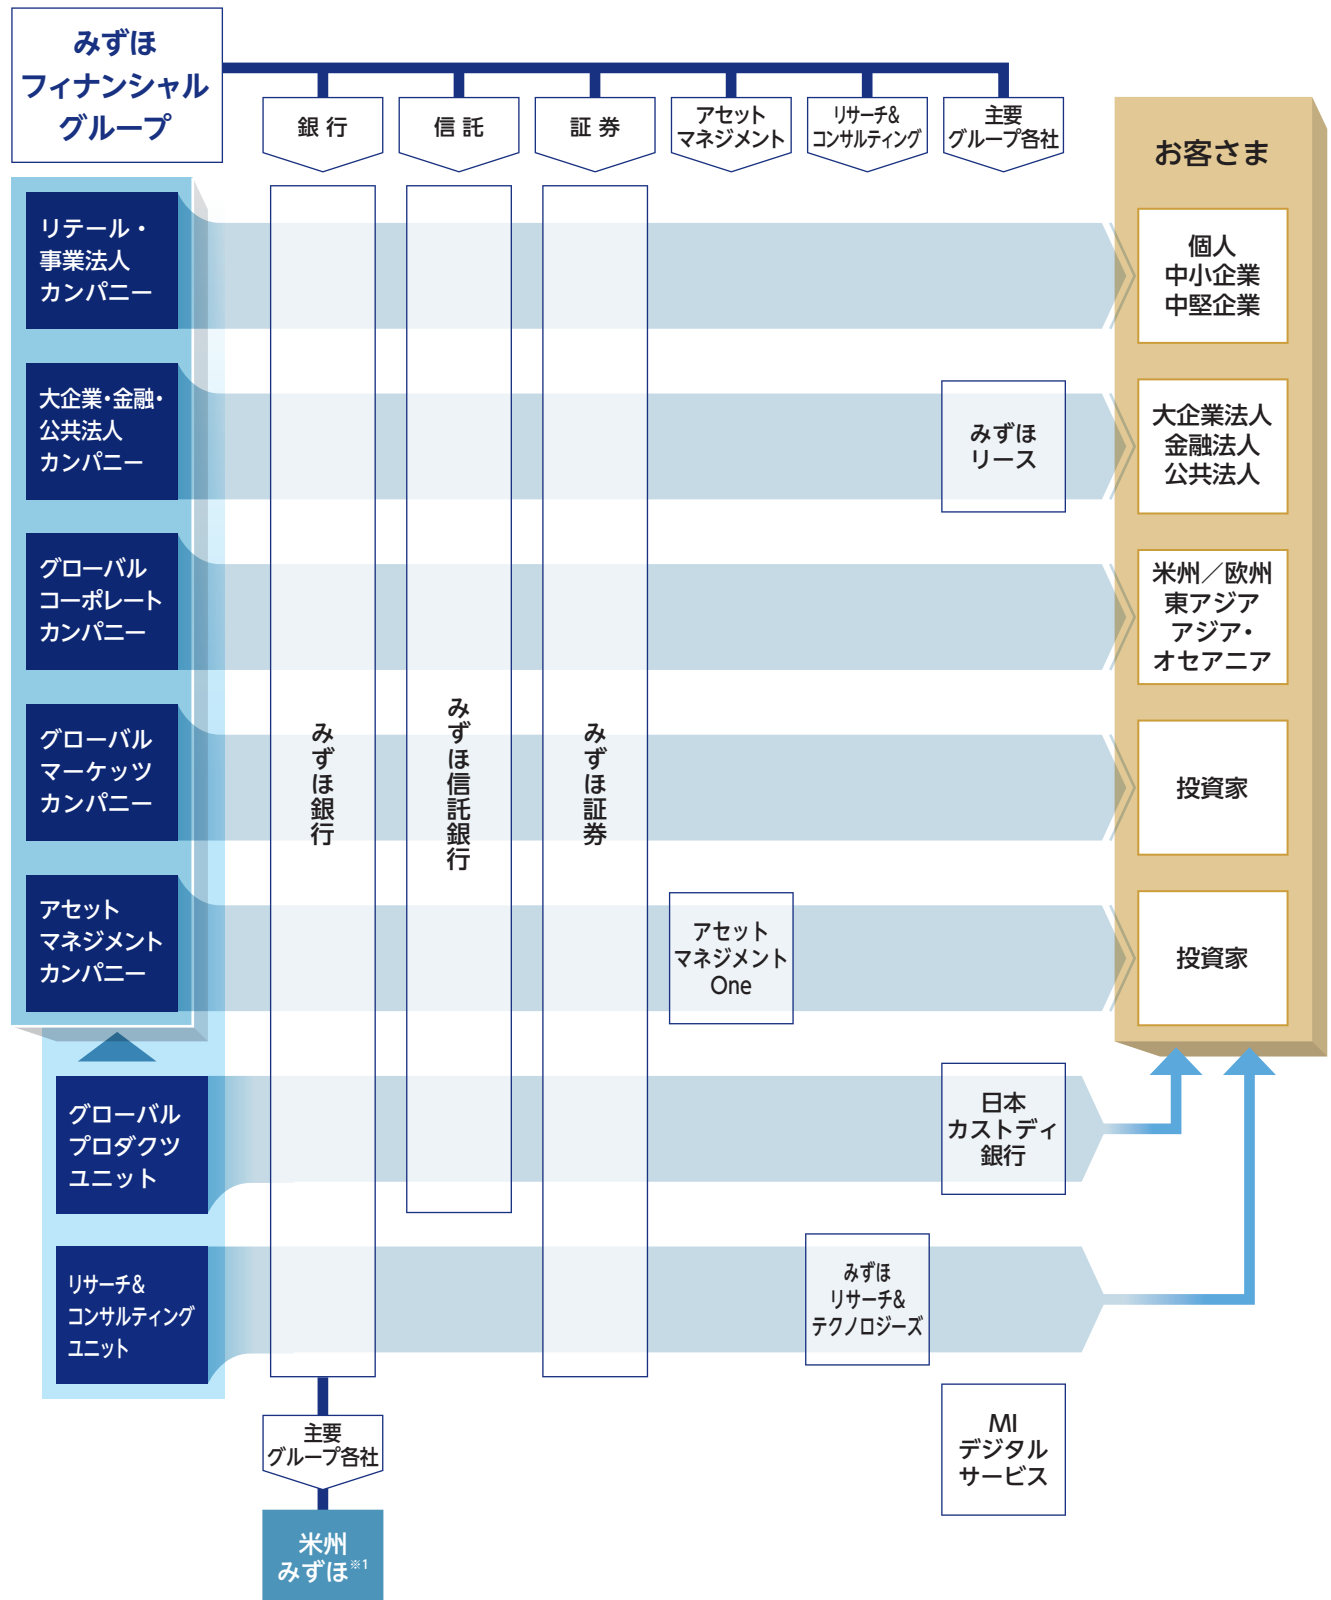 みずほ
フィナンシャル
グループ
銀 行
信 託
証 券
アセット
マネジメント
リサーチ&
コンサルティング
主要
グループ各社
お客さま
リテール・
事業法人
カンパニー
個人
中小企業
中堅企業
大企業・金融・
公共法人
カンパニー
みずほ
リース
大企業法人
金融法人
公共法人
グローバル
コーポレート
カンパニー
米州／欧州
東アジア
アジア・
オセアニア
グローバル
マーケッツ
カンパニー
みずほ銀行
みずほ信託銀行
みずほ証券
投資家
アセット
マネジメント
カンパニー
アセット
マネジメント
One
投資家
グローバル
プロダクツ
ユニット
日本
カストディ
銀行
リサーチ&
コンサルティング
ユニット
みずほ
リサーチ&
テクノロジーズ
主要
グループ各社
MI
デジタル
サービス
米州
みずほ※1